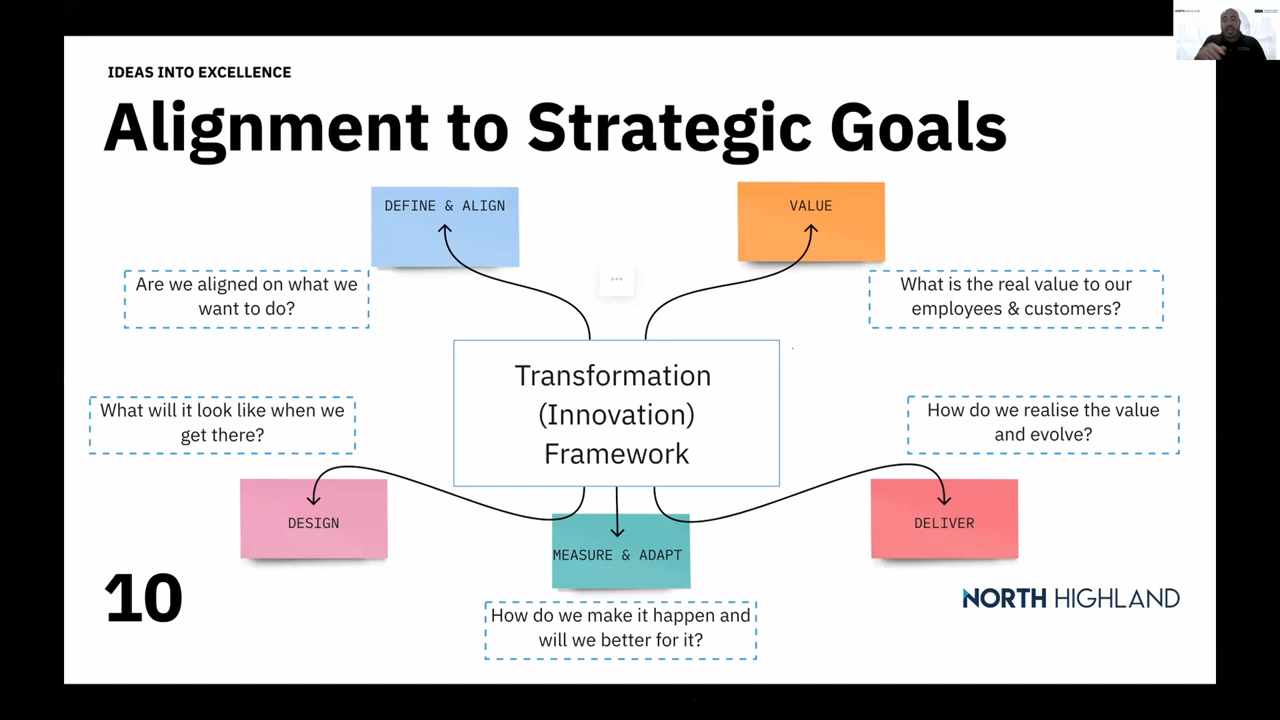 IDEAS INTO EXCELLENCE
Alignment to Strategic Goals
DEFINE & ALIGN
VALUE
Are we aligned on what we
want to do?
What is the real value to our
employees & customers?
Transformation
(Innovation)
Framework
What will it look like when we
get there?
How do we realise the value
and evolve?
DESIGN
MEASURE & ADAPT
DELIVER
How do we make it happen and
will we better for it?
10
NORTH HIGHLAND